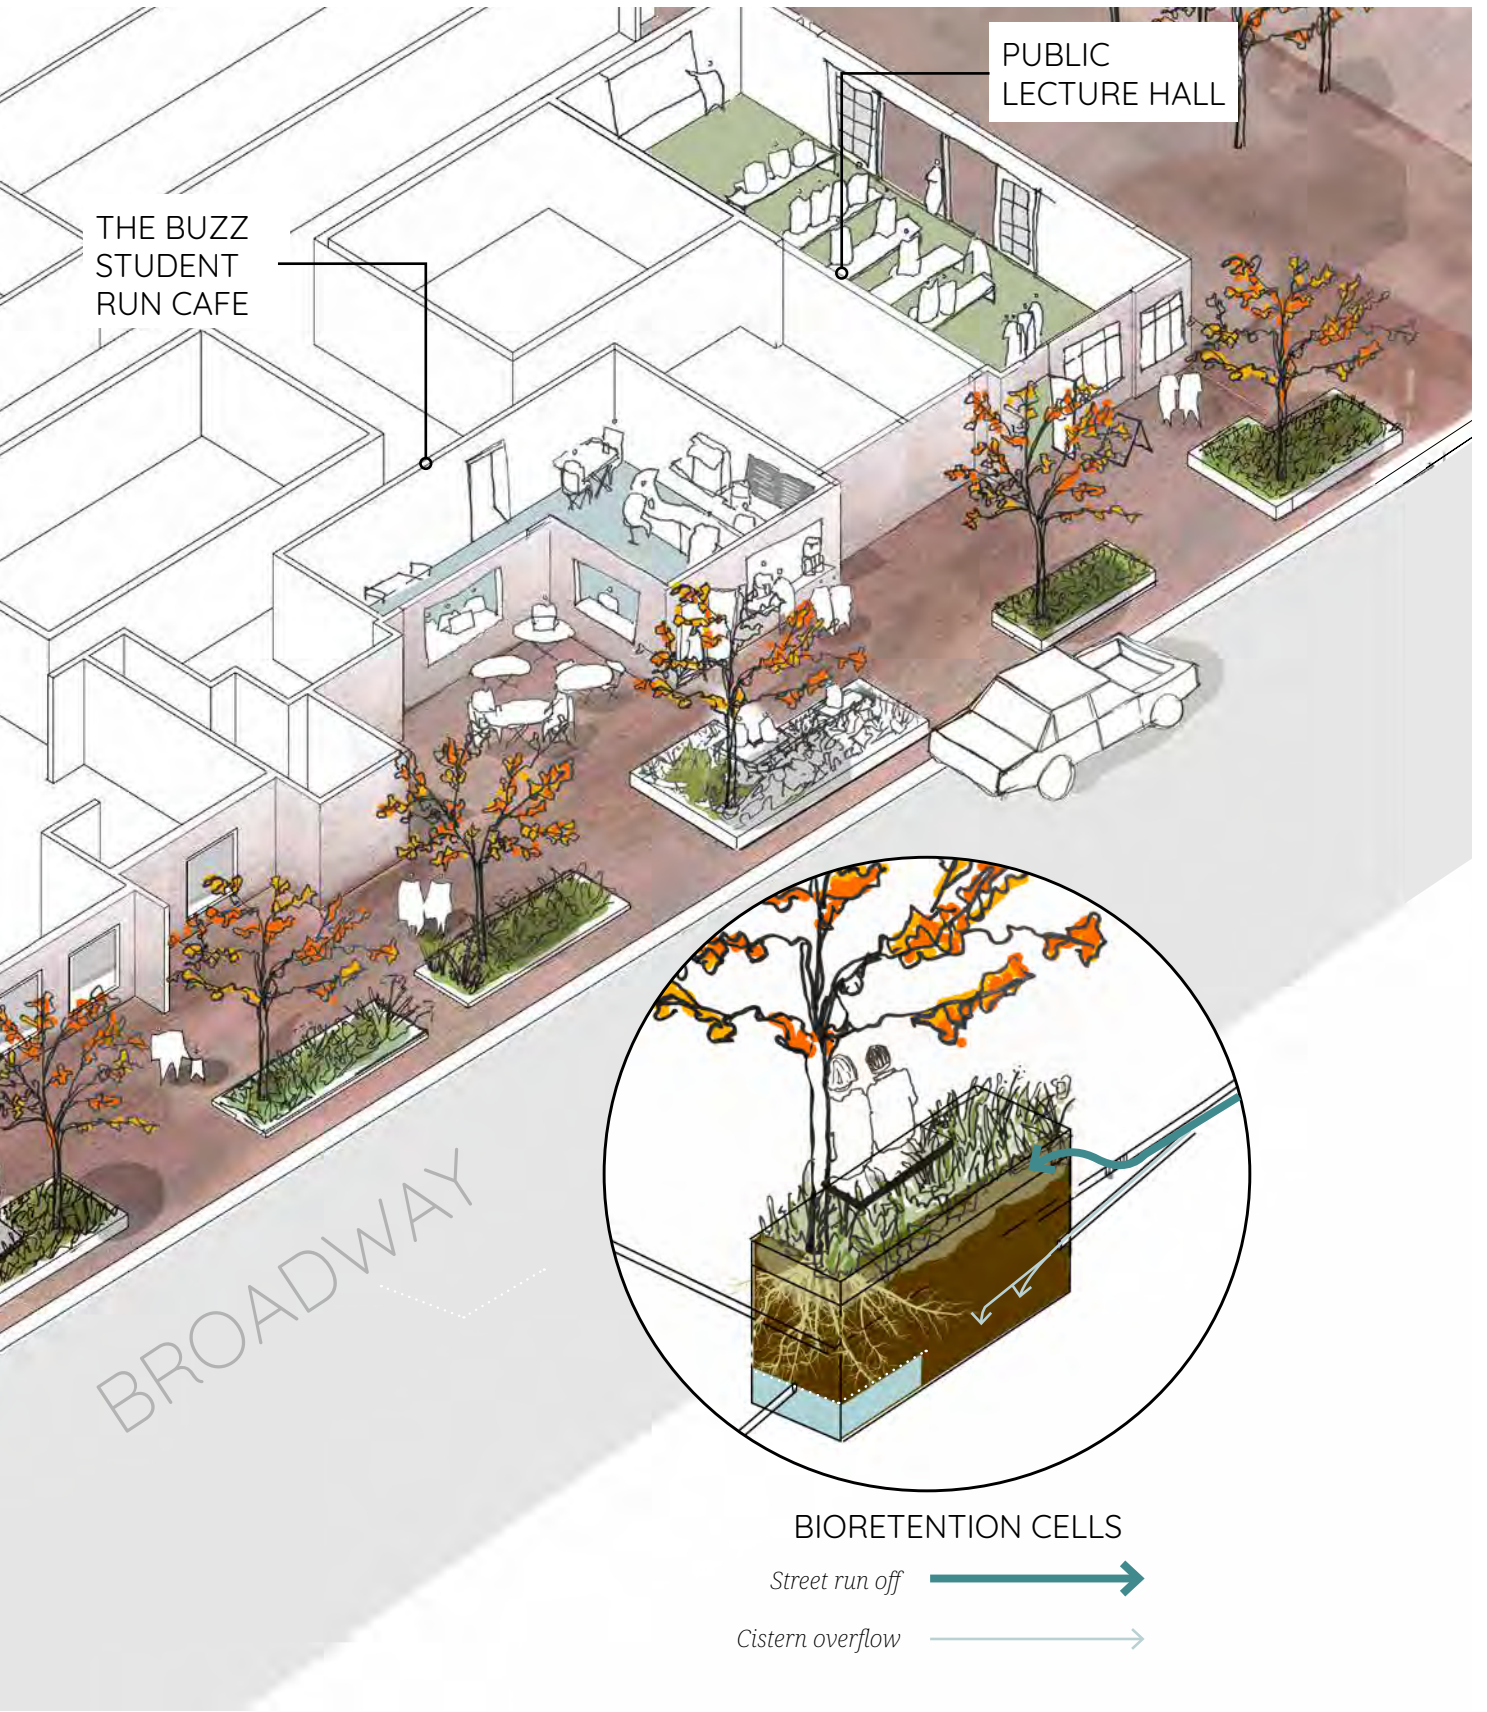 PUBLIC
LECTURE HALL
THE BUZZ
STUDENT
RUN CAFE
BROADWAY
BIORETENTION CELLS
Street run off
Cistern overflow